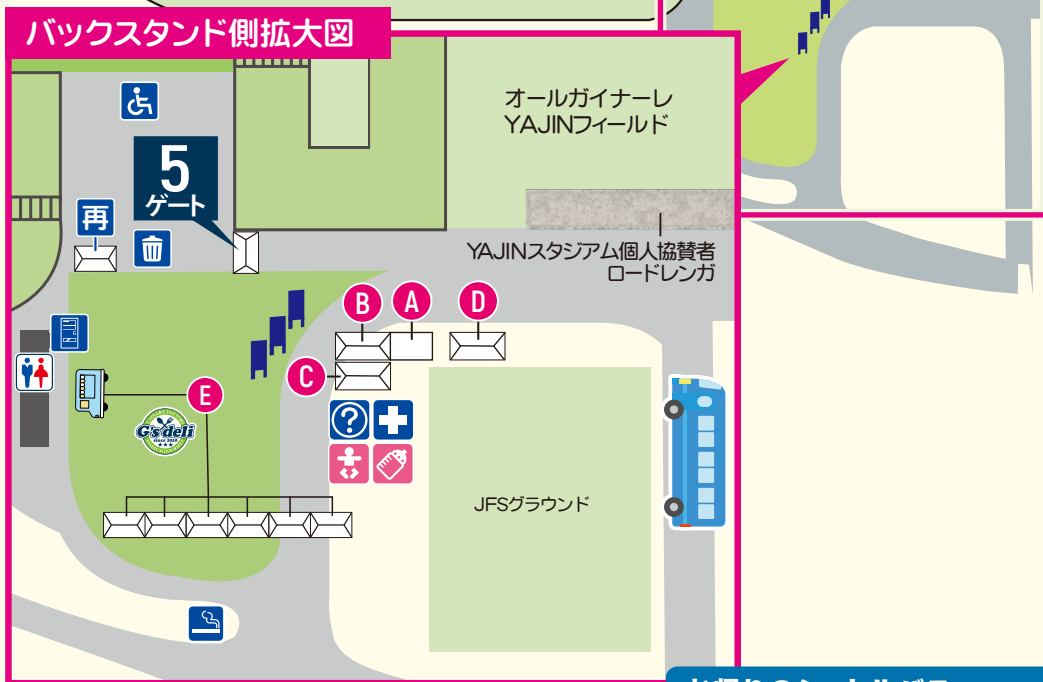 バックスタンド側拡大図
オールガイナーレ
YAJINフィールド
5
ゲート
再
YAJINスタジアム個人協賛者
ロードレンガ
B
A
D
C
E
?
G's deli
since 2010
JFSグラウンド